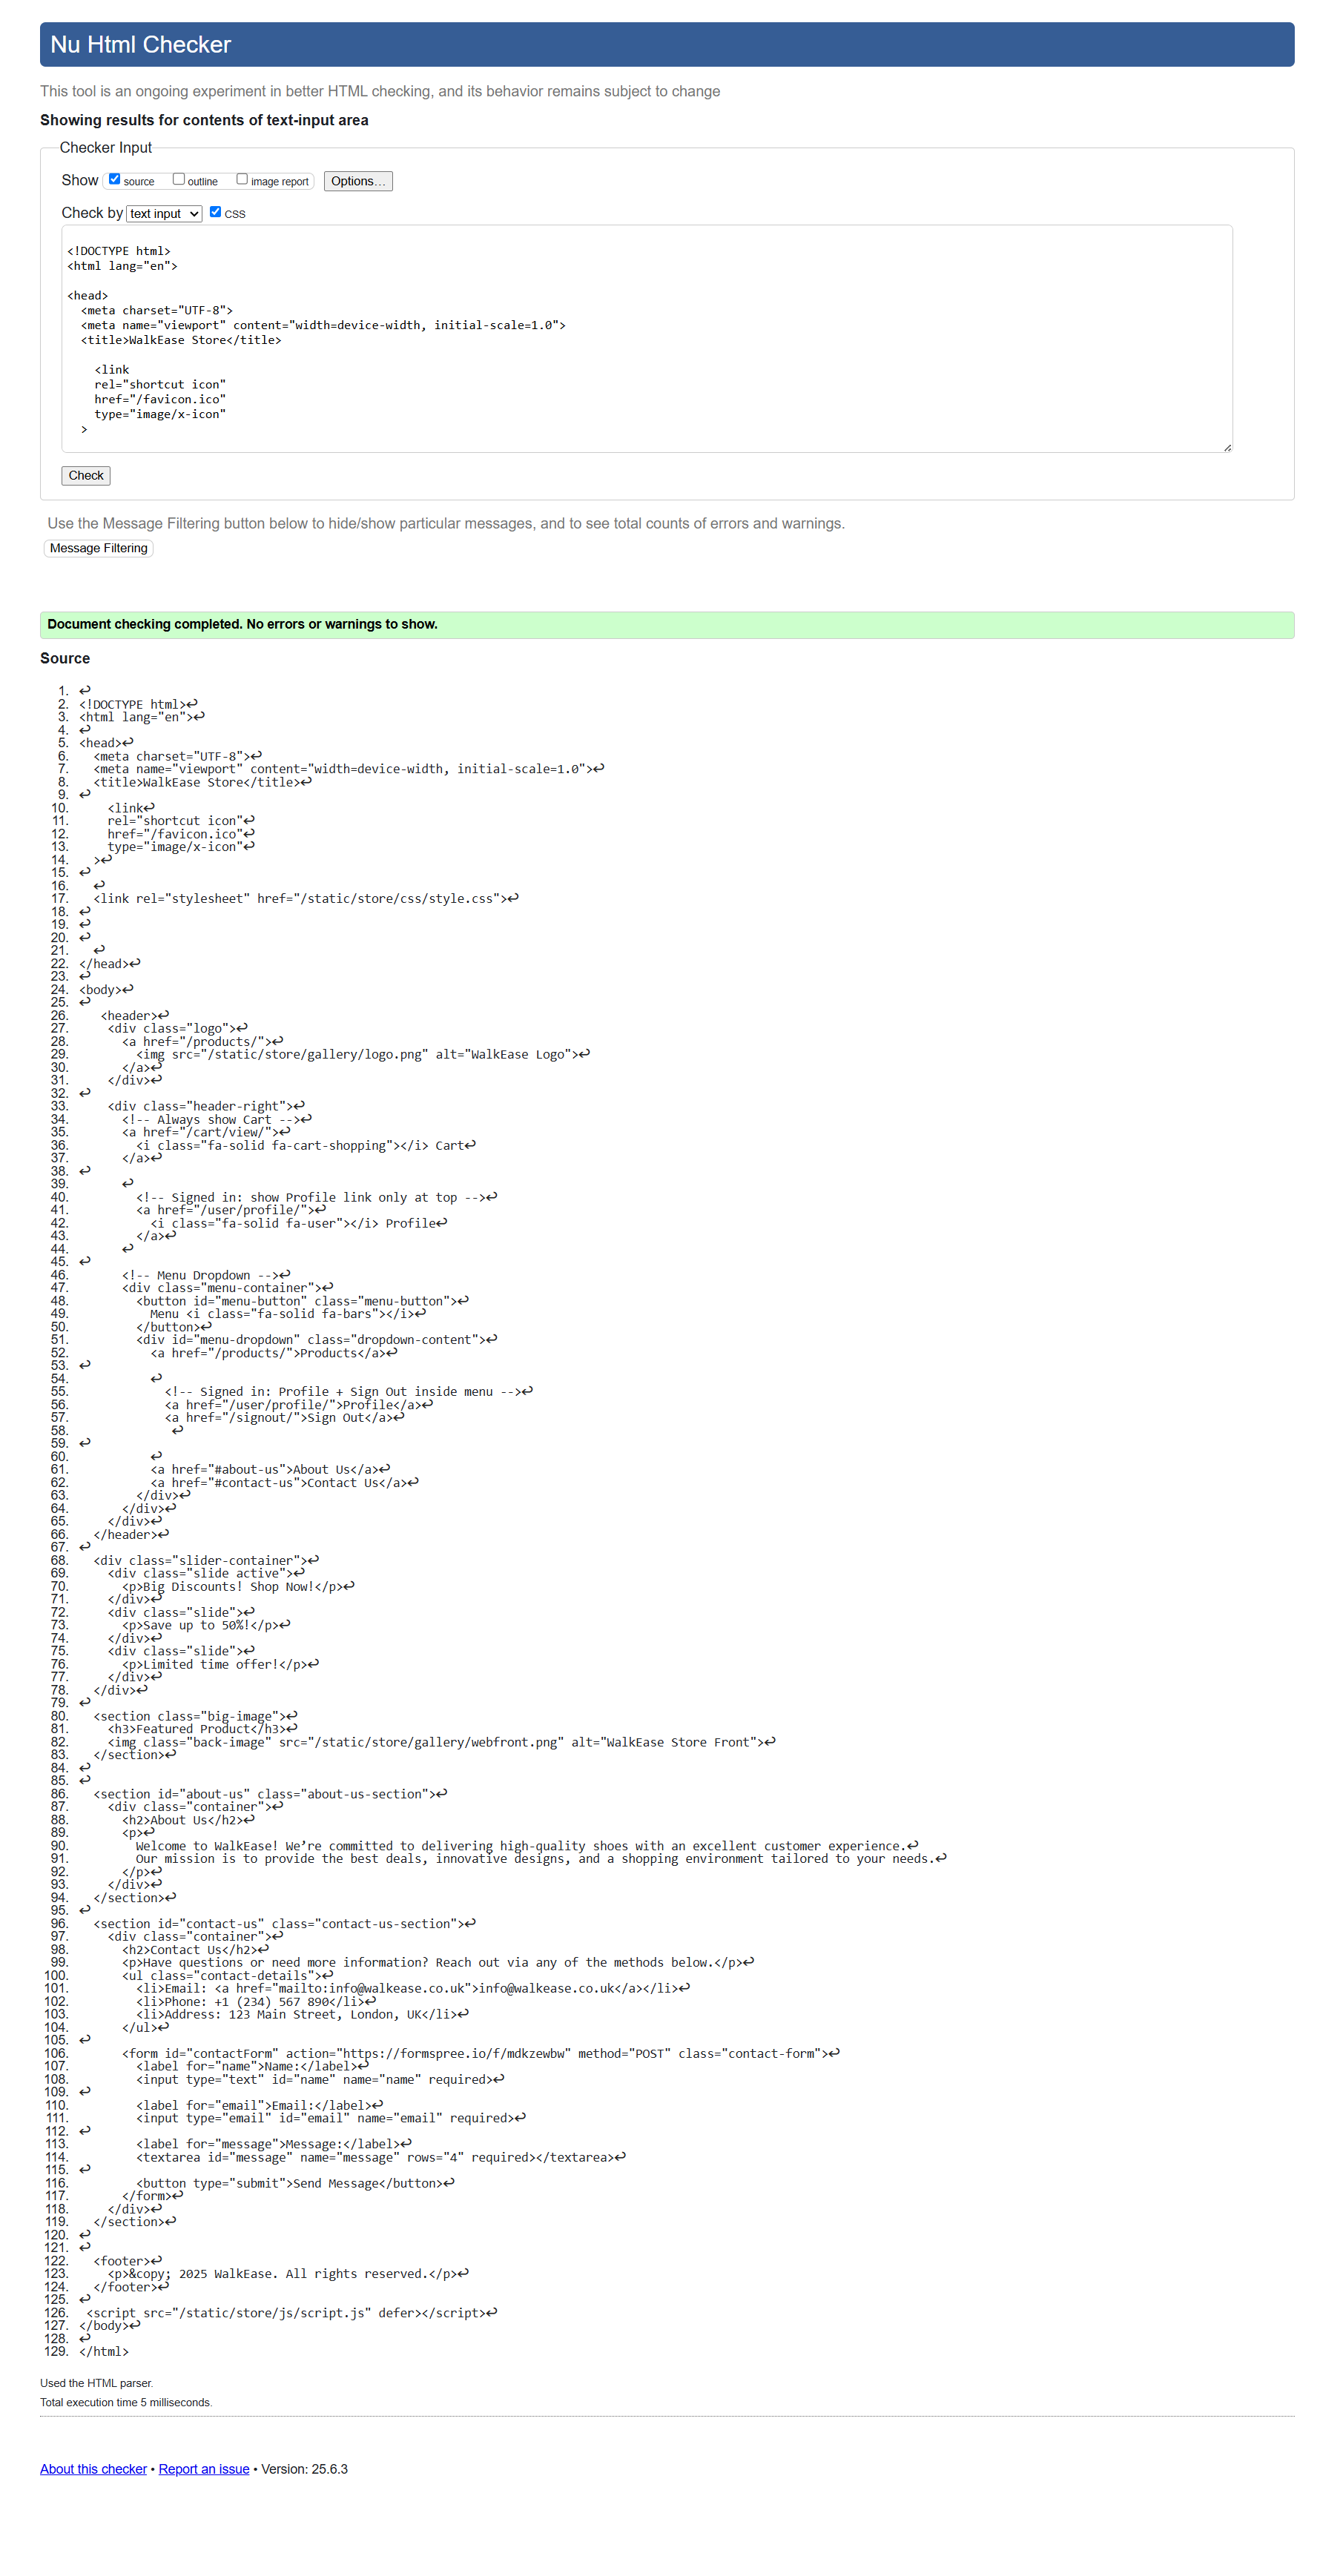 Nu Html Checker
This tool is an ongoing experiment in better HTML checking, and its behavior remains subject to change
Showing results for contents of text-input area
Checker Input
Show source outline image report Options...
Check by text input CSS
<!DOCTYPE html>
<html lang="en">
<head>
<meta charset="UTF-8">
<meta name="viewport" content="width=device-width, initial-scale=1.0">
<title>WalkEase Store</title>
<link
rel="shortcut icon"
href="/favicon.ico"
type="image/x-icon"
>
Check
Use the Message Filtering button below to hide/show particular messages, and to see total counts of errors and warnings.
Message Filtering
Document checking completed. No errors or warnings to show.
Source
1. ↩
2. <!DOCTYPE html>↩
3. <html lang="en">↩
4. ↩
5. <head>↩
6. <meta charset="UTF-8">↩
7. <meta name="viewport" content="width=device-width, initial-scale=1.0">↩
8. <title>WalkEase Store</title>↩
9. ↩
10. <link↩
11. rel="shortcut icon"↩
12. href="/favicon.ico"↩
13. type="image/x-icon"↩
14. >↩
15. ↩
16. ↩
17. <link rel="stylesheet" href="/static/store/css/style.css">↩
18. ↩
19. ↩
20. ↩
21. ↩
22. </head>↩
23. ↩
24. <body>↩
25. ↩
26. <header>↩
27. <div class="logo">↩
28. <a href="/products/">↩
29. <img src="/static/store/gallery/logo.png" alt="WalkEase Logo">↩
30. </a>↩
31. </div>↩
32. ↩
33. <div class="header-right">↩
34. <!-- Always show Cart -->↩
35. <a href="/cart/view/">↩
36. <i class="fa-solid fa-cart-shopping"></i> Cart↩
37. </a>↩
38. ↩
39. ↩
40. <!-- Signed in: show Profile link only at top -->↩
41. <a href="/user/profile/">↩
42. <i class="fa-solid fa-user"></i> Profile↩
43. </a>↩
44. ↩
45. ↩
46. <!-- Menu Dropdown -->↩
47. <div class="menu-container">↩
48. <button id="menu-button" class="menu-button">↩
49. Menu <i class="fa-solid fa-bars"></i>↩
50. </button>↩
51. <div id="menu-dropdown" class="dropdown-content">↩
52. <a href="/products/">Products</a>↩
53. ↩
54. ↩
55. <!-- Signed in: Profile + Sign Out inside menu -->↩
56. <a href="/user/profile/">Profile</a>↩
57. <a href="/signout/">Sign Out</a>↩
58. ↩
59. ↩
60. ↩
61. <a href="#about-us">About Us</a>↩
62. <a href="#contact-us">Contact Us</a>↩
63. </div>↩
64. </div>↩
65. </div>↩
66. </header>↩
67. ↩
68. <div class="slider-container">↩
69. <div class="slide active">↩
70. <p>Big Discounts! Shop Now!</p>↩
71. </div>↩
72. <div class="slide">↩
73. <p>Save up to 50%!</p>↩
74. </div>↩
75. <div class="slide">↩
76. <p>Limited time offer!</p>↩
77. </div>↩
78. </div>↩
79. ↩
80. <section class="big-image">↩
81. <h3>Featured Product</h3>↩
82. <img class="back-image" src="/static/store/gallery/webfront.png" alt="WalkEase Store Front">↩
83. </section>↩
84. ↩
85. ↩
86. <section id="about-us" class="about-us-section">↩
87. <div class="container">↩
88. <h2>About Us</h2>↩
89. <p>↩
90. Welcome to WalkEase! We’re committed to delivering high-quality shoes with an excellent customer experience.↩
91. Our mission is to provide the best deals, innovative designs, and a shopping environment tailored to your needs.↩
92. </p>↩
93. </div>↩
94. </section>↩
95. ↩
96. <section id="contact-us" class="contact-us-section">↩
97. <div class="container">↩
98. <h2>Contact Us</h2>↩
99. <p>Have questions or need more information? Reach out via any of the methods below.</p>↩
100. <ul class="contact-details">↩
101. <li>Email: <a href="mailto:info@walkease.co.uk">info@walkease.co.uk</a></li>↩
102. <li>Phone: +1 (234) 567 890</li>↩
103. <li>Address: 123 Main Street, London, UK</li>↩
104. </ul>↩
105. ↩
106. <form id="contactForm" action="https://formspree.io/f/mdkzewbw" method="POST" class="contact-form">↩
107. <label for="name">Name:</label>↩
108. <input type="text" id="name" name="name" required>↩
109. ↩
110. <label for="email">Email:</label>↩
111. <input type="email" id="email" name="email" required>↩
112. ↩
113. <label for="message">Message:</label>↩
114. <textarea id="message" name="message" rows="4" required></textarea>↩
115. ↩
116. <button type="submit">Send Message</button>↩
117. </form>↩
118. </div>↩
119. </section>↩
120. ↩
121. ↩
122. <footer>↩
123. <p>&copy; 2025 WalkEase. All rights reserved.</p>↩
124. </footer>↩
125. ↩
126. <script src="/static/store/js/script.js" defer></script>↩
127. </body>↩
128. ↩
129. </html>
Used the HTML parser.
Total execution time 5 milliseconds.
About this checker • Report an issue • Version: 25.6.3